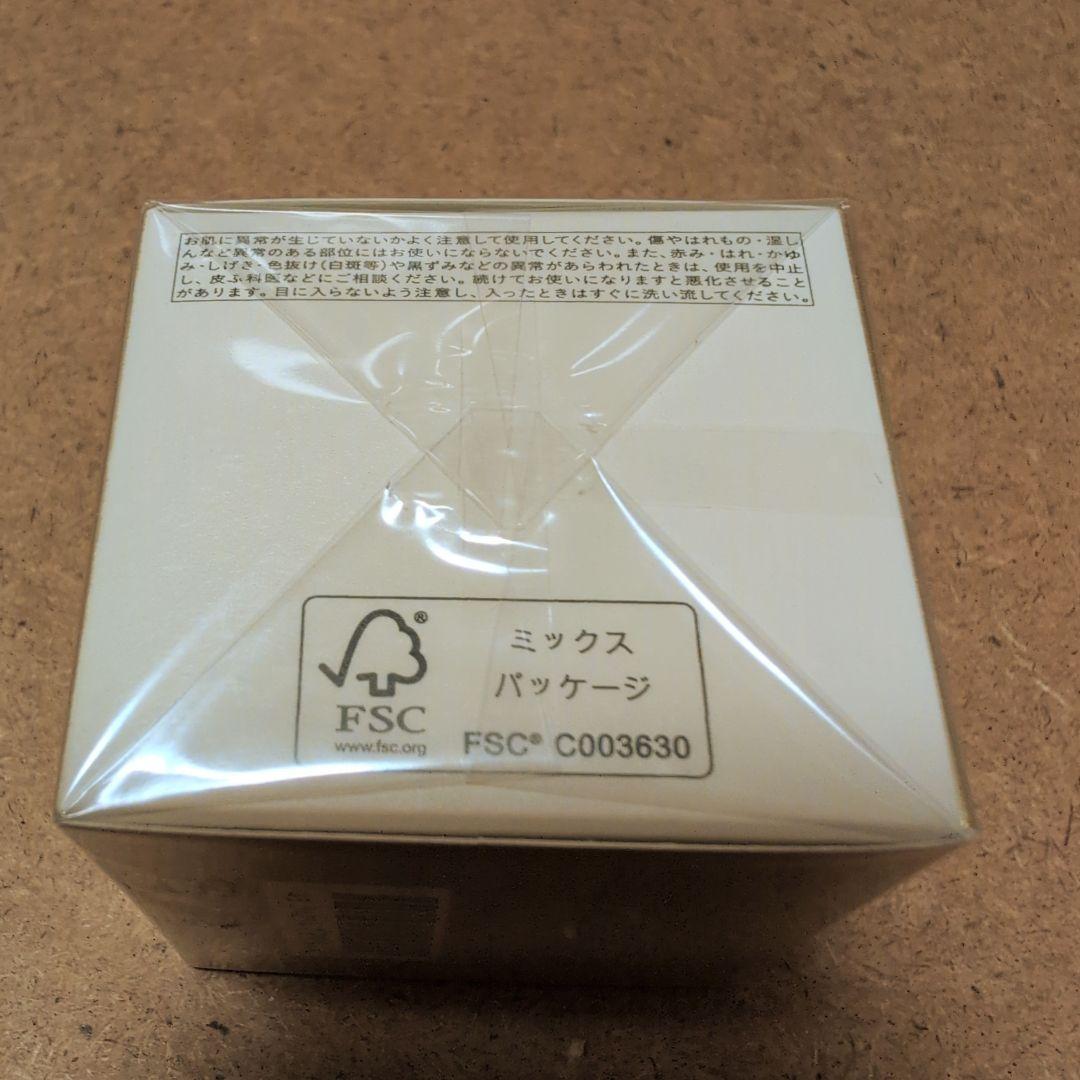 お肌に異常が生じていないかよく注意して使用してください。傷やはれもの・湿し
んなど異常のある部位にはお使いにならないでください。また、赤み・はれ・かゆ
み・しげき・色抜け(白斑等)や黒ずみなどの異常があらわれたときは、使用を中止
し、皮ふ科医などにご相談ください。続けてお使いになりますと悪化させること
があります。目に入らないよう注意し、入ったときはすぐに洗い流してください。
®
FSC
www.fsc.org
ミックス
パッケージ
FSC® C003630